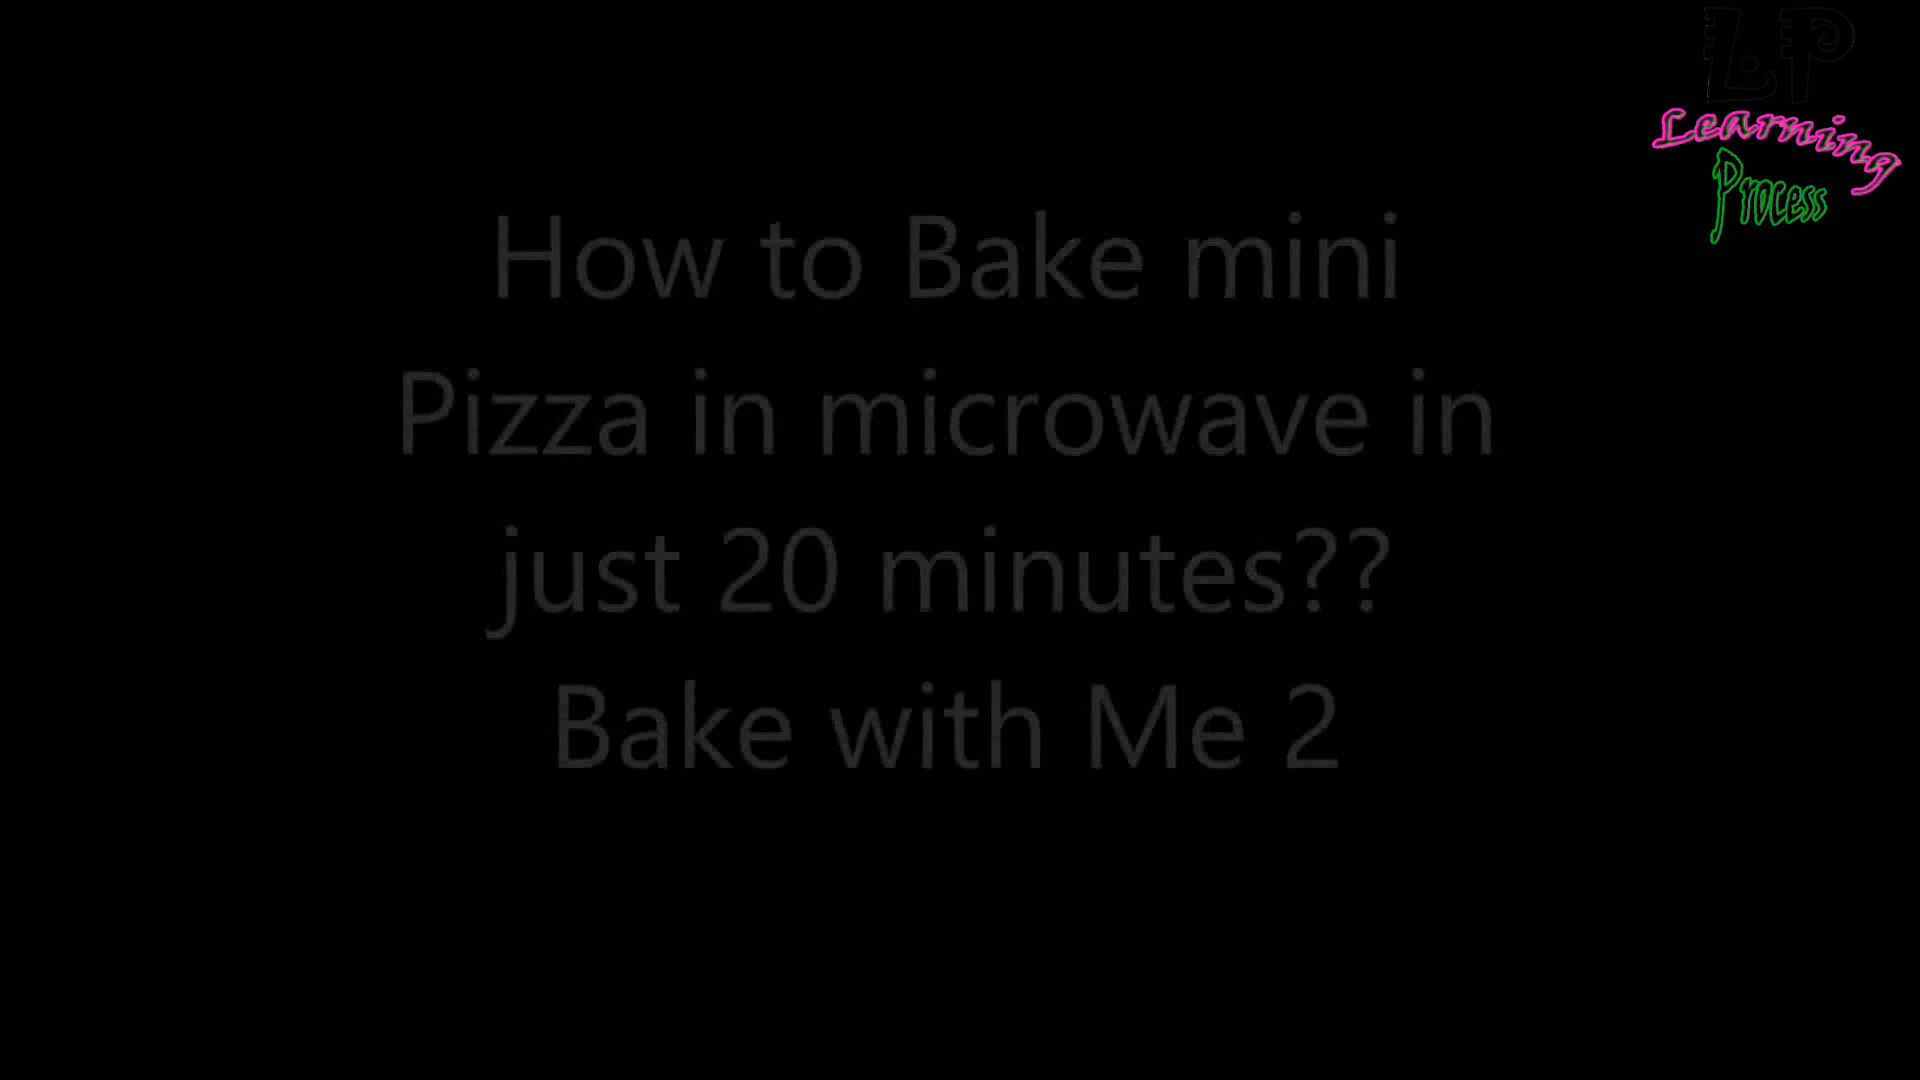 LP
Learning
Process
How to Bake mini
Pizza in microwave in
just 20 minutes??
Bake with Me 2